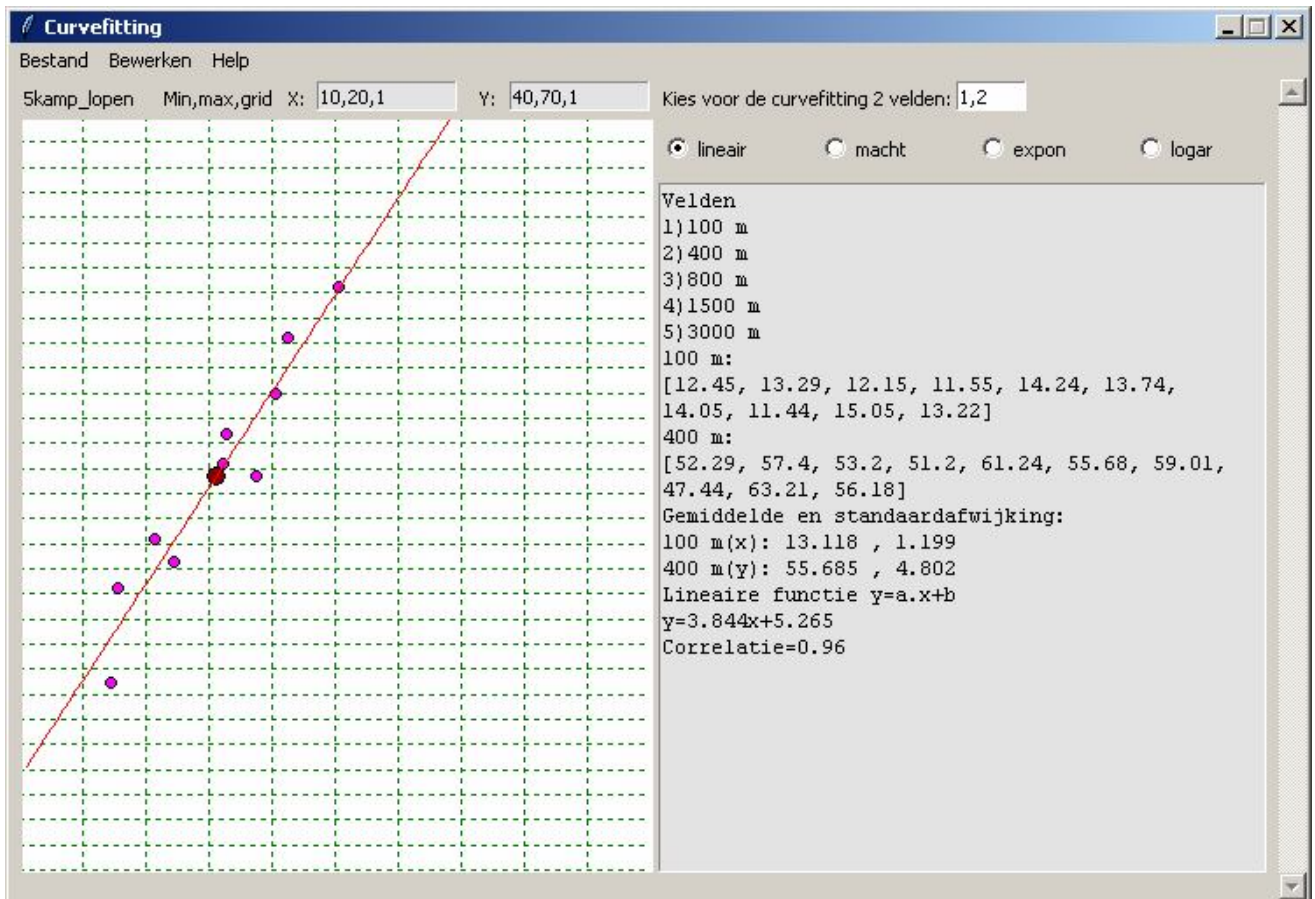 Curvefitting
Bestand Bewerken Help
5kamp_lopen Min,max,grid X: 10,20,1 Y: 40,70,1 Kies voor de curvefitting 2 velden: 1,2
lineair macht expon logar
Velden
1)100 m
2)400 m
3)800 m
4)1500 m
5)3000 m
100 m:
[12.45, 13.29, 12.15, 11.55, 14.24, 13.74,
14.05, 11.44, 15.05, 13.22]
400 m:
[52.29, 57.4, 53.2, 51.2, 61.24, 55.68, 59.01,
47.44, 63.21, 56.18]
Gemiddelde en standaardafwijking:
100 m(x): 13.118 , 1.199
400 m(y): 55.685 , 4.802
Lineaire functie y=a.x+b
y=3.844x+5.265
Correlatie=0.96